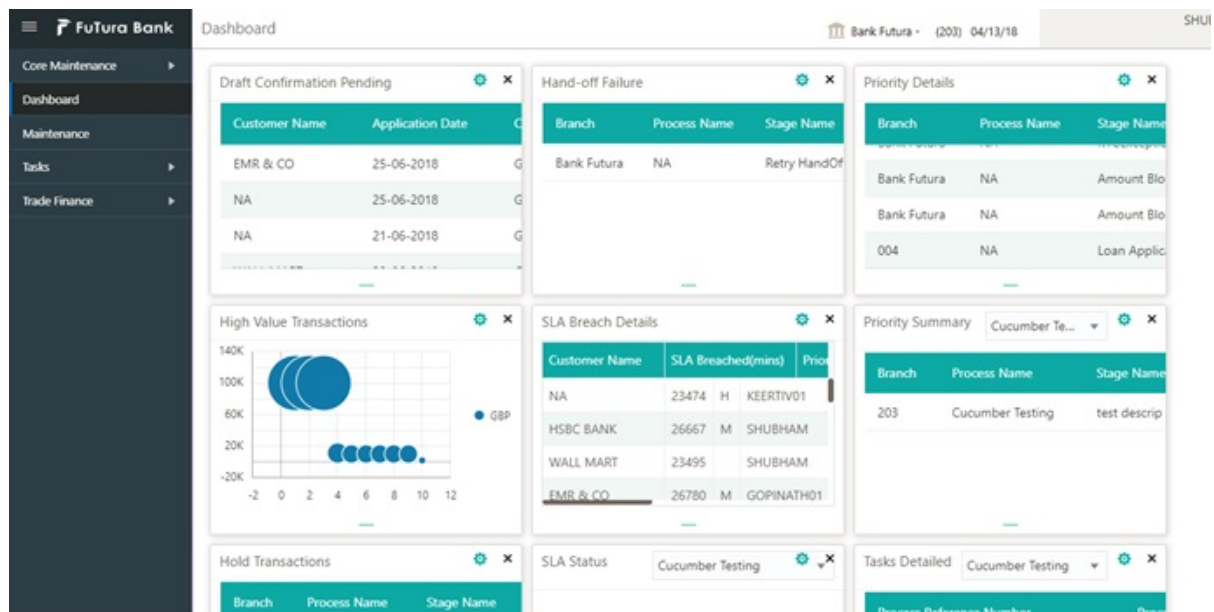 FuTura Bank
Dashboard
Bank Futura
(203) 04/13/18
Core Maintenance
Dashboard
Maintenance
Tasks
Trade Finance
Draft Confirmation Pending
Customer Name Application Date
EMR & CO 25-06-2018
NA 25-06-2018
NA 21-06-2018
Hand-off Failure
Branch Process Name Stage Name
Bank Futura NA Retry HandOf
Priority Details
Branch Process Name Stage Name
Bank Futura NA Amount Blo
Bank Futura NA Amount Blo
004 NA Loan Applic
High Value Transactions
140K
100K
60K
20K
-20K
-2 0 2 4 6 8 10 12
GBP
SLA Breach Details
Customer Name SLA Breached(mins) Prior
NA 23474 H KEERTIV01
HSBC BANK 26667 M SHUBHAM
WALL MART 23495 SHUBHAM
EMR & CO 26780 M GOPINATH01
Priority Summary Cucumber Te...
Branch Process Name Stage Name
203 Cucumber Testing test descrip
Hold Transactions
Branch Process Name Stage Name
SLA Status Cucumber Testing
Tasks Detailed Cucumber Testing
Process Reference Number